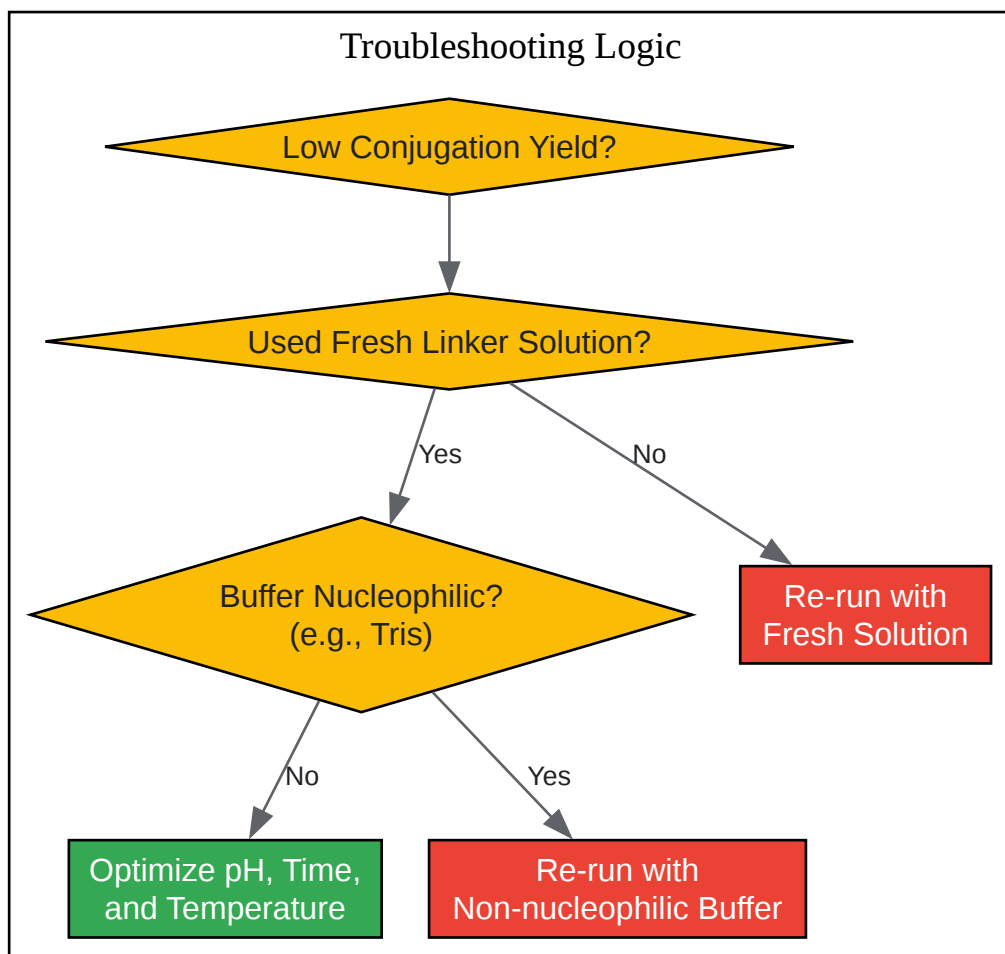 Troubleshooting Logic
Low Conjugation Yield?
Used Fresh Linker Solution?
Yes
No
Buffer Nucleophilic?
(e.g., Tris)
Re-run with
Fresh Solution
No
Yes
Optimize pH, Time,
and Temperature
Re-run with
Non-nucleophilic Buffer